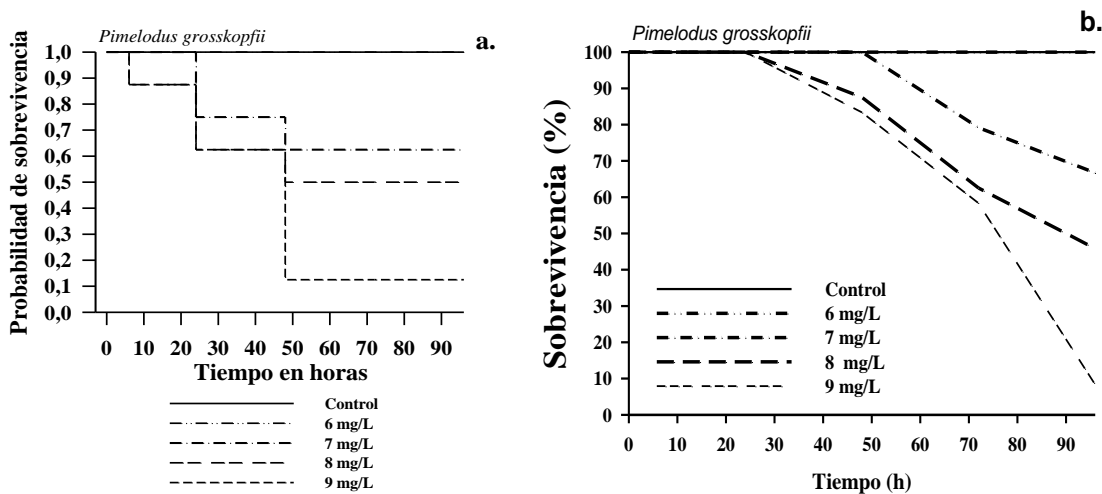 Pimelodus grosskopfii
a.
Probabilidad de sobrevivencia
1,0
0,9
0,8
0,7
0,6
0,5
0,4
0,3
0,2
0,1
0,0
0 10 20 30 40 50 60 70 80 90
Tiempo en horas
Control
6 mg/L
7 mg/L
8 mg/L
9 mg/L
b.
Pimelodus grosskopfii
Sobrevivencia (%)
100
90
80
70
60
50
40
30
20
10
0
Control
6 mg/L
7 mg/L
8 mg/L
9 mg/L
0 10 20 30 40 50 60 70 80 90
Tiempo (h)